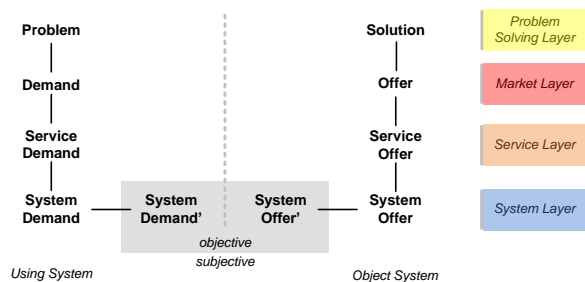 Problem
Solution
Problem
Solving Layer
Demand
Offer
Market Layer
Service
Demand
Service
Offer
Service Layer
System
Demand
System
Demand’
System
Offer’
System
Offer
System Layer
objective
subjective
Using System
Object System